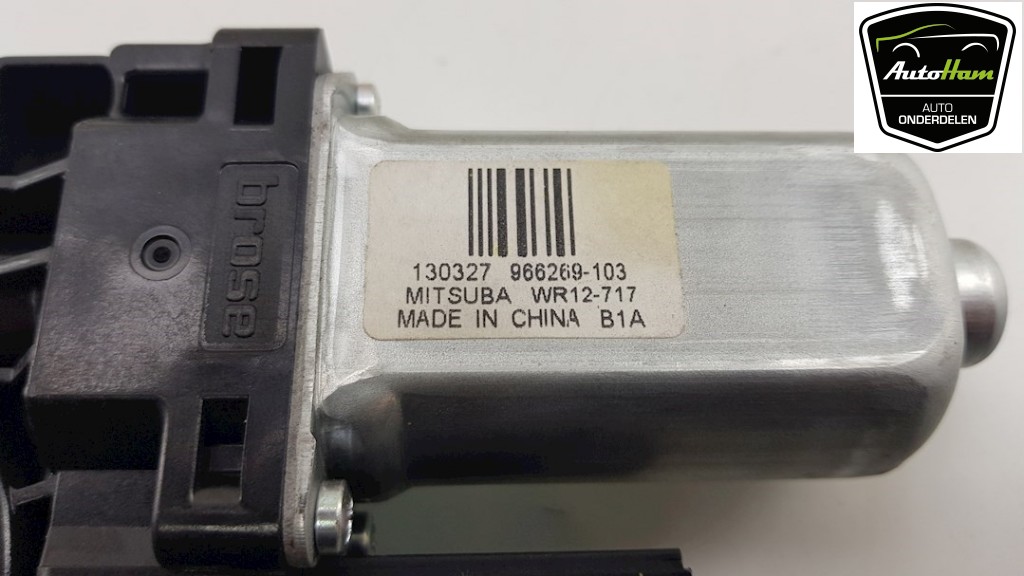 AutoHam
AUTO
ONDERDELEN
brose
130327 966269-103
MITSUBA WR12-717
MADE IN CHINA B1A